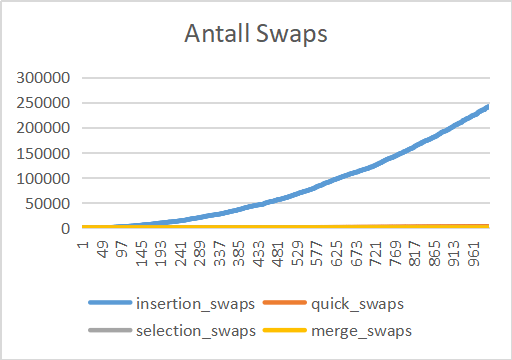 Antall Swaps
300000
250000
200000
150000
100000
50000
0
1 49 97 145 193 241 289 337 385 433 481 529 577 625 673 721 769 817 865 913 961
insertion_swaps quick_swaps
selection_swaps merge_swaps